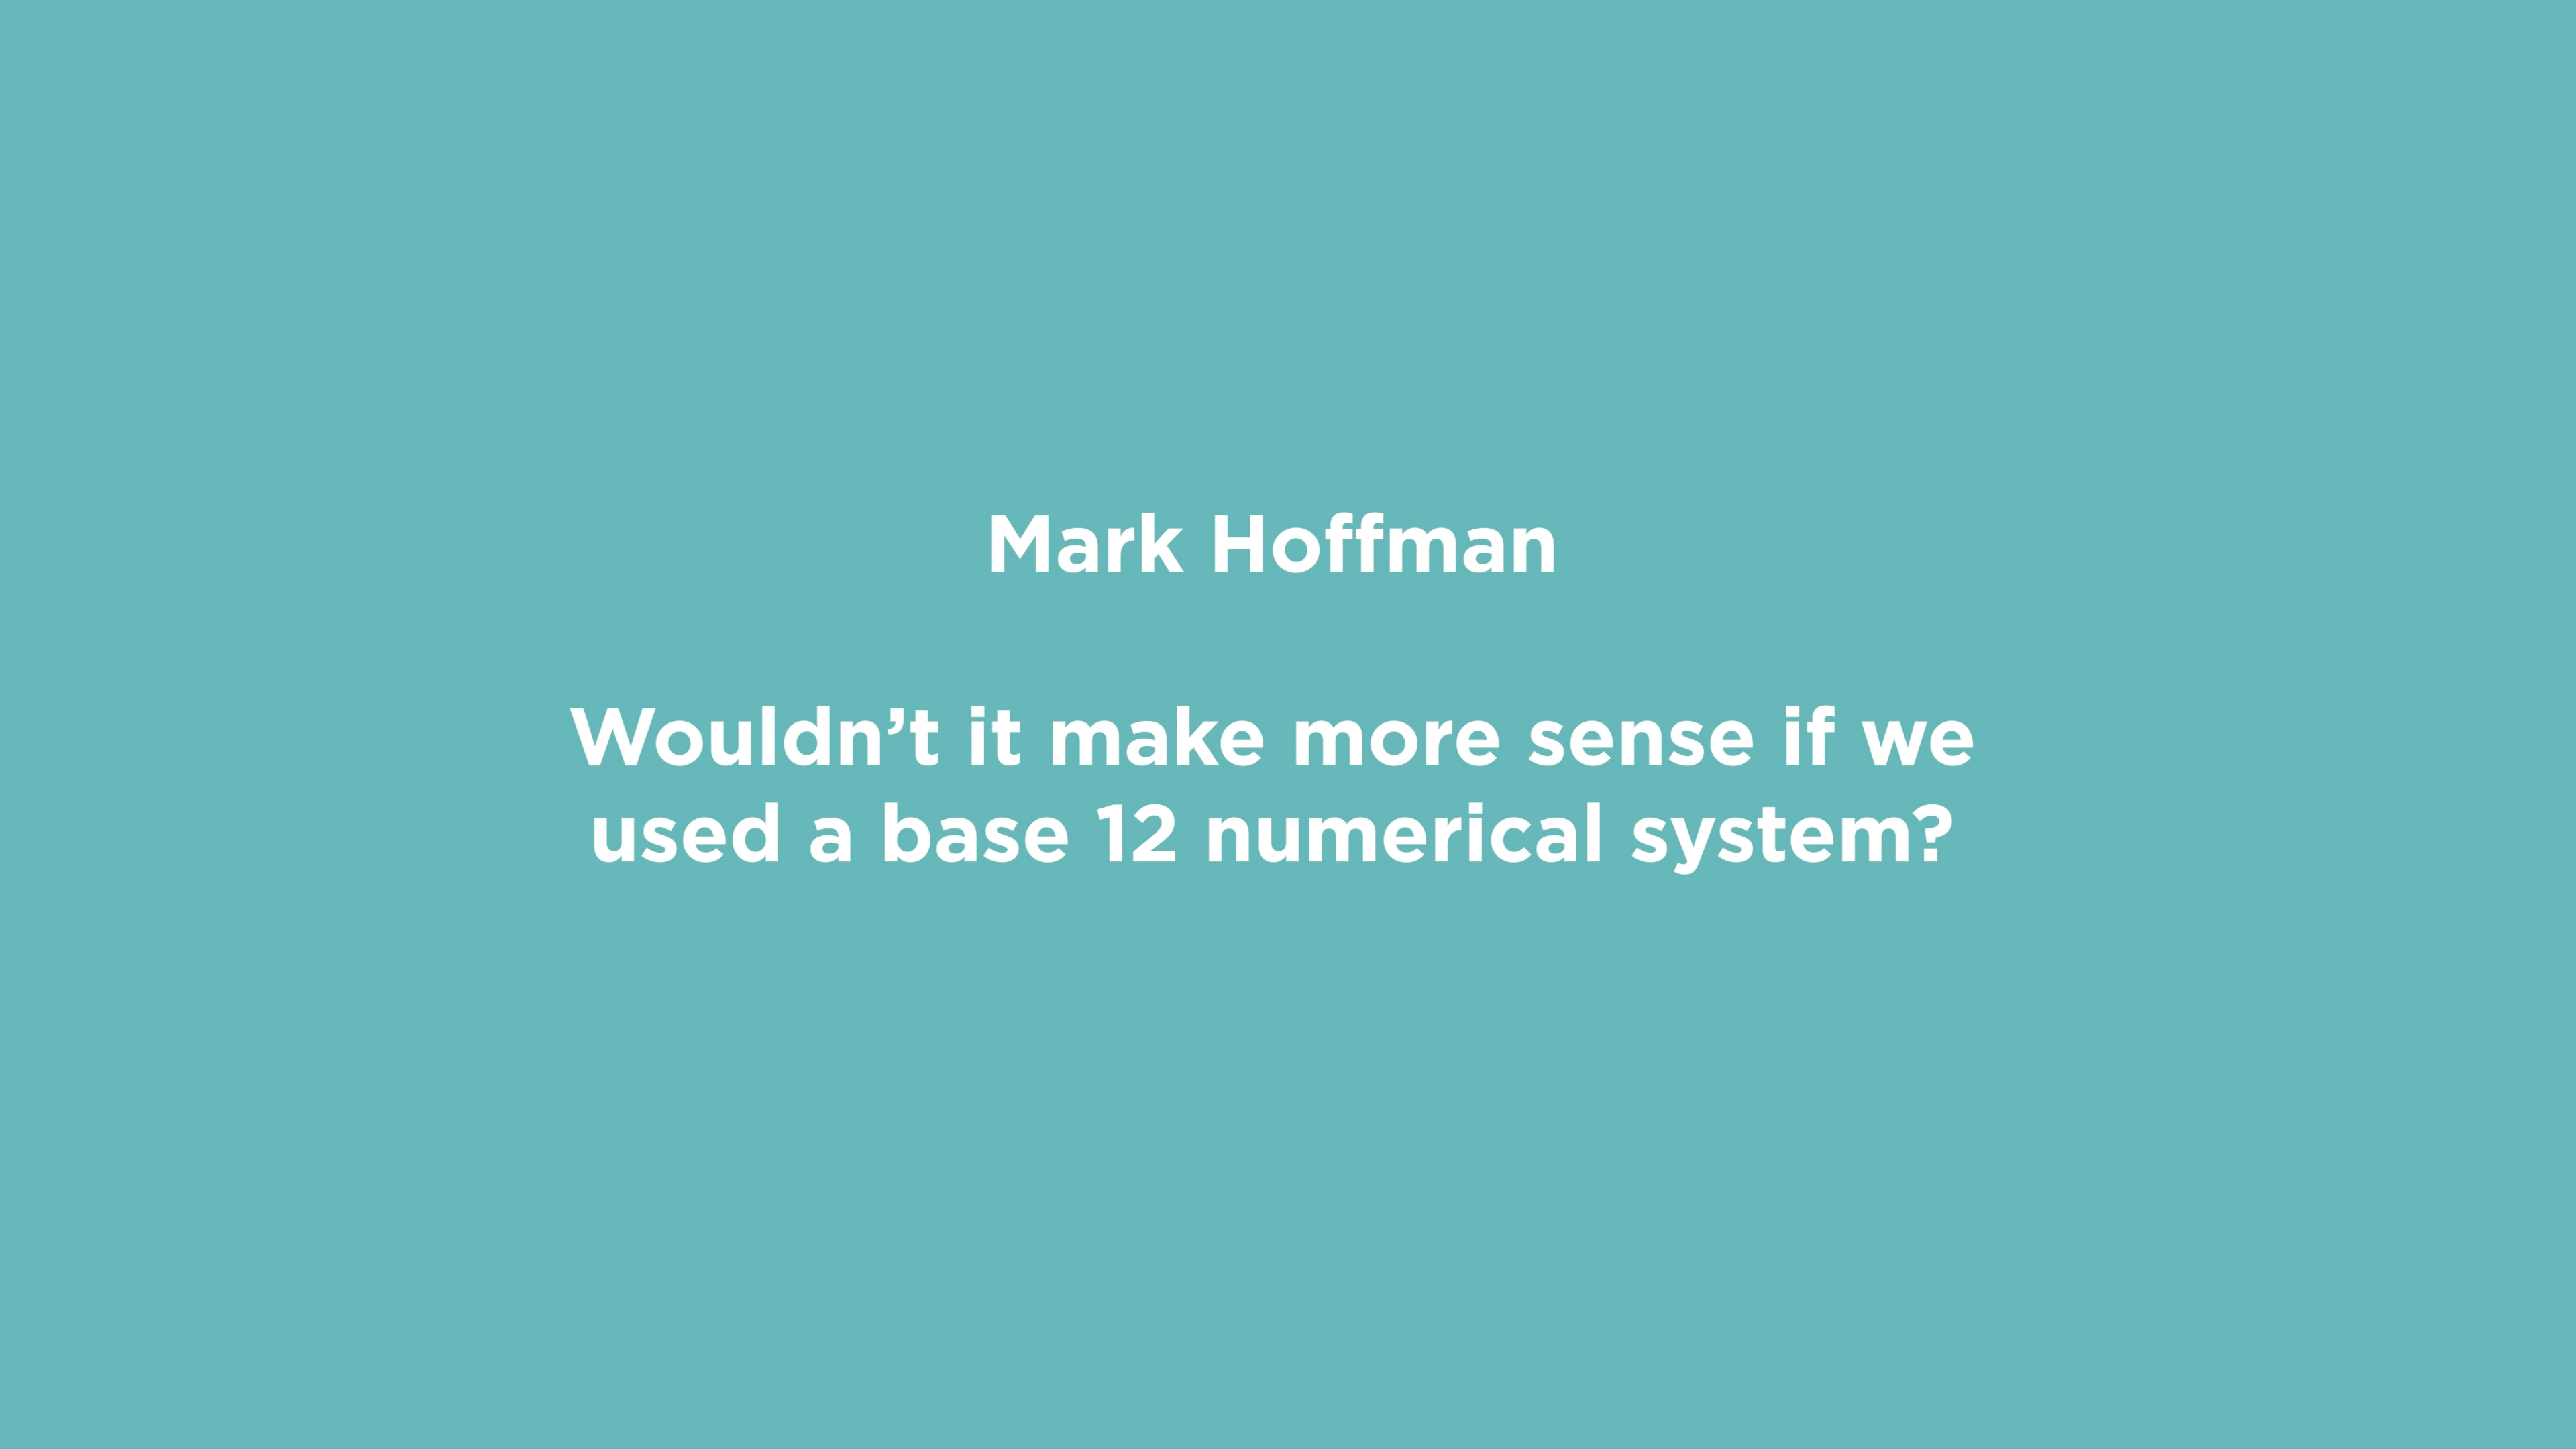 Mark Hoffman
Wouldn’t it make more sense if we
used a base 12 numerical system?